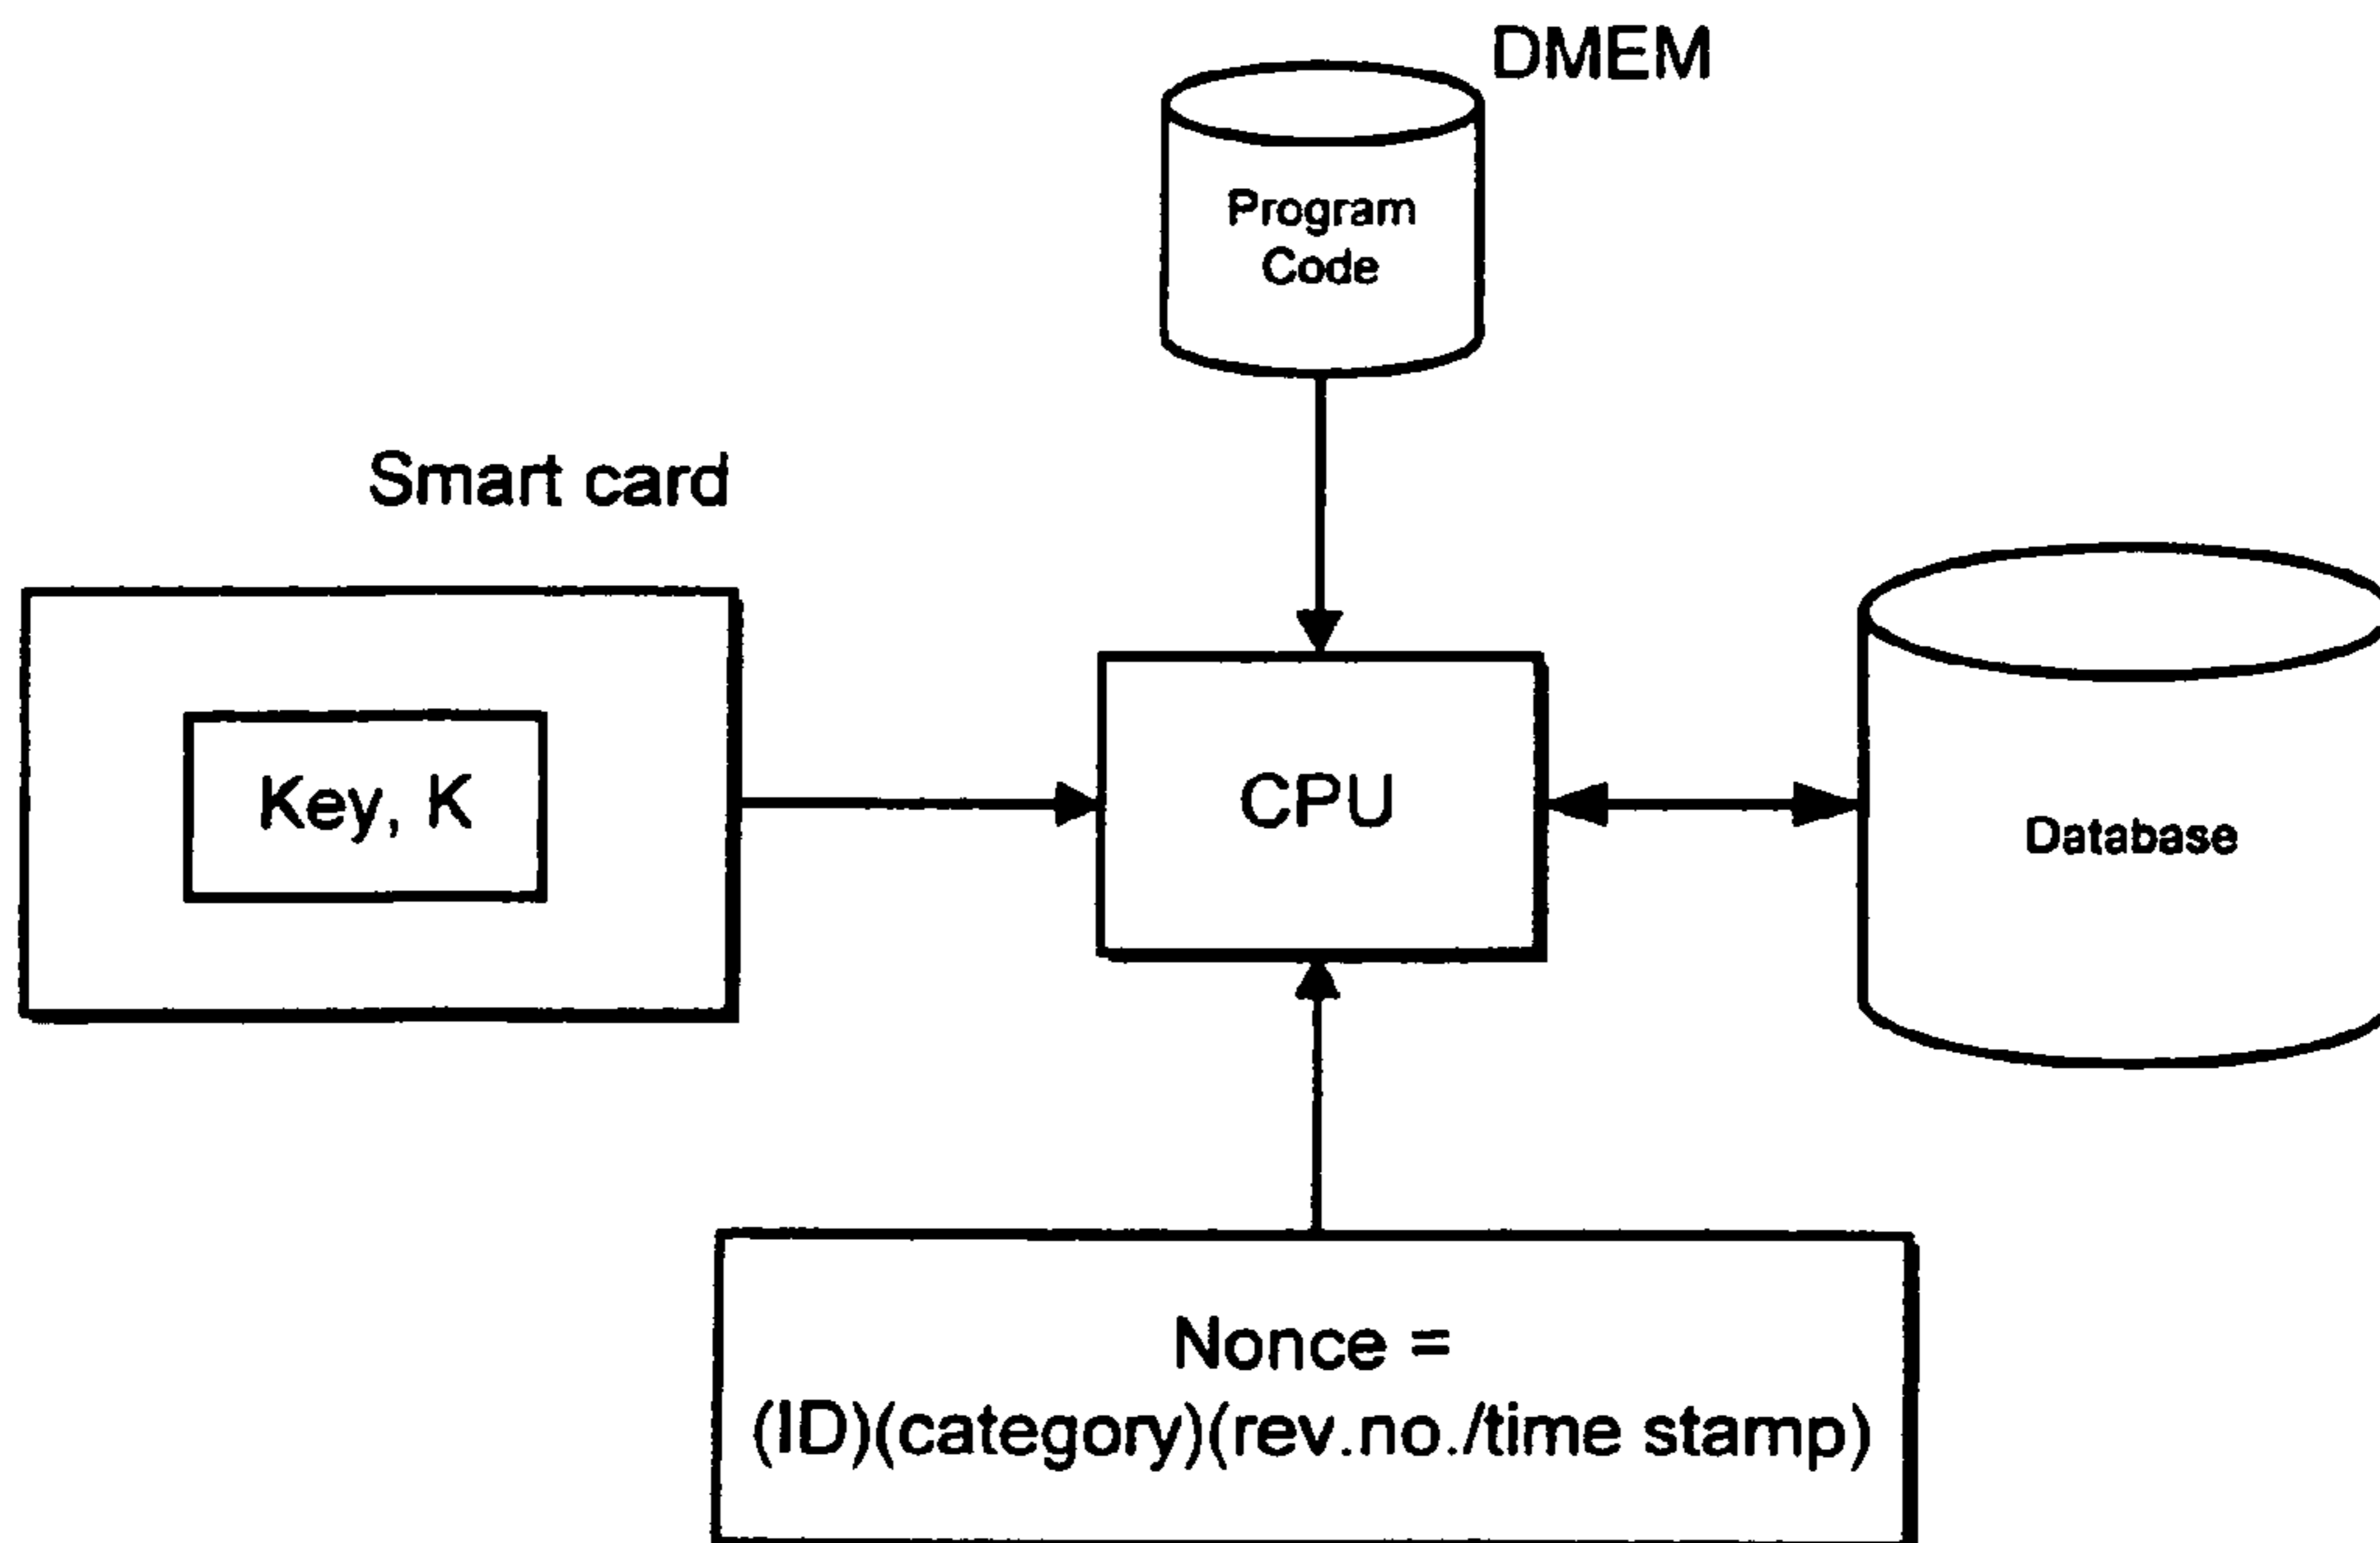 DMEM
Program
Code
Smart card
Key, K
CPU
Database
Nonce =
(ID)(category)(rev.no./time stamp)